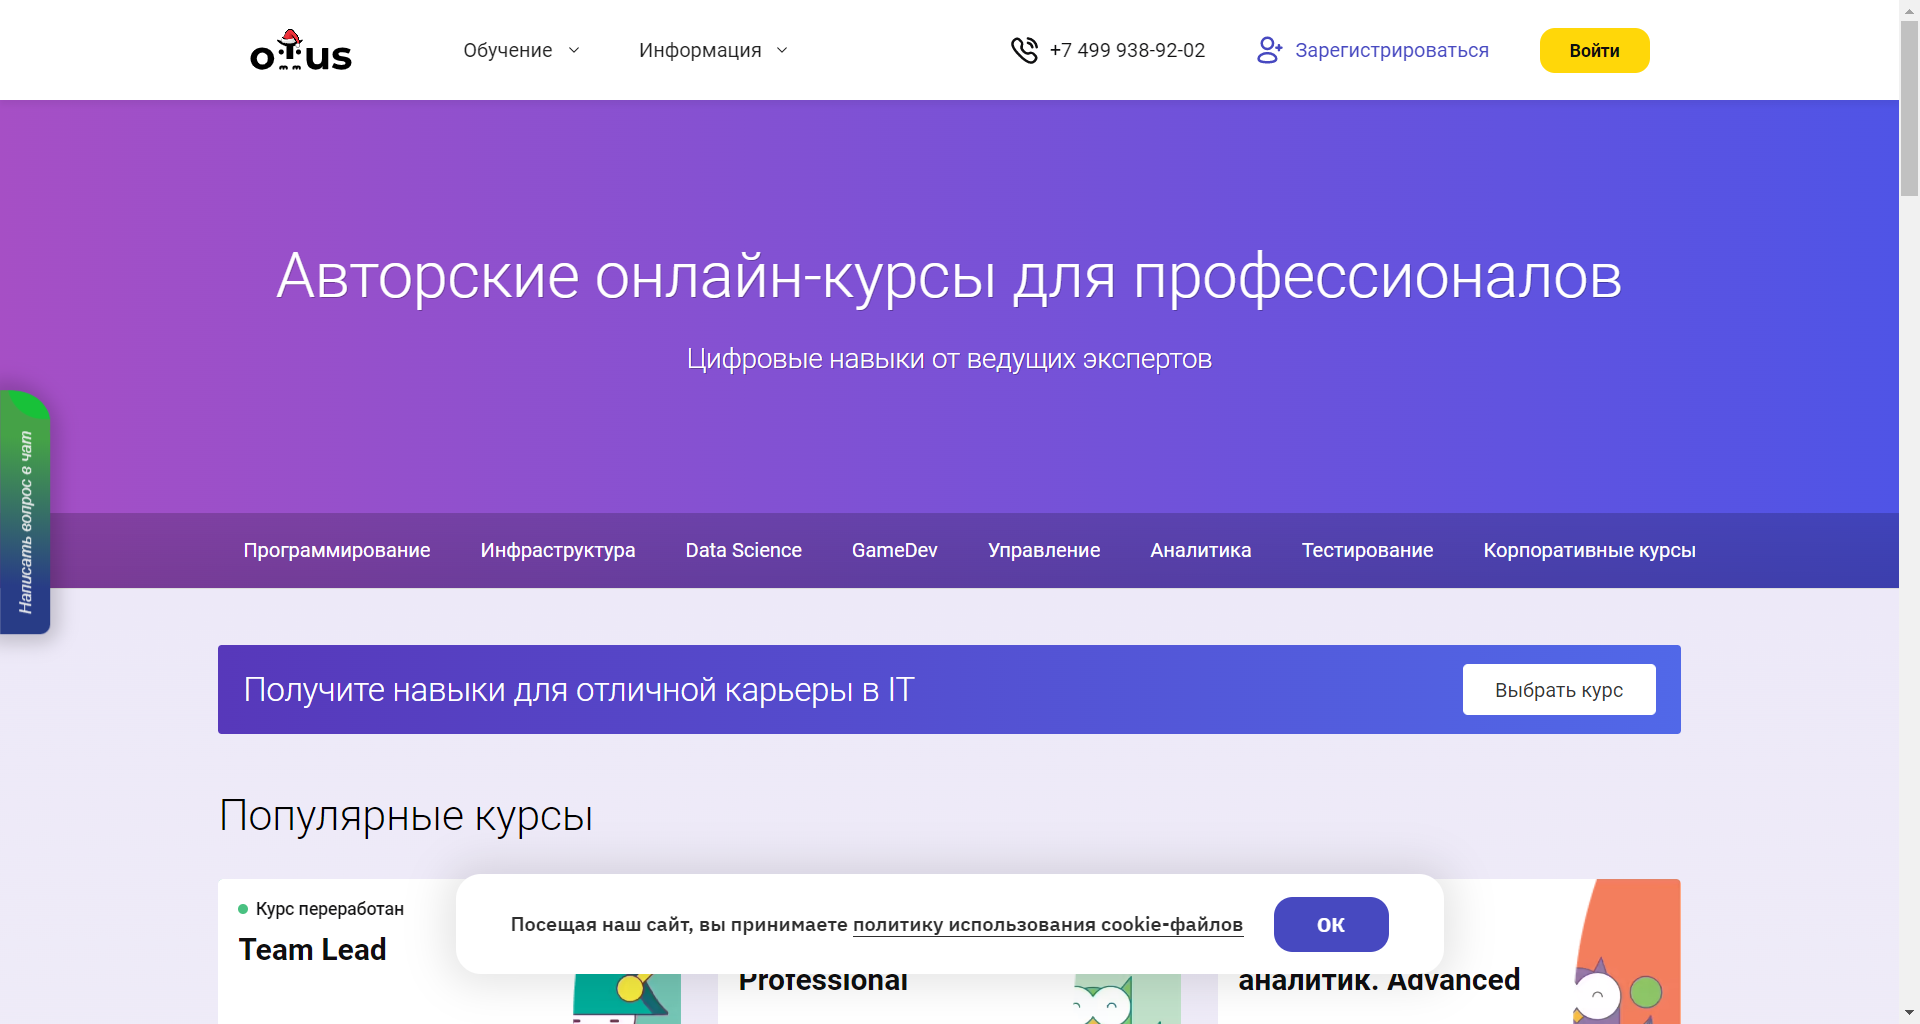 otus
Обучение
Информация
+7 499 938-92-02
Зарегистрироваться
Войти
Авторские онлайн-курсы для профессионалов
Цифровые навыки от ведущих экспертов
Написать вопрос в чат
Программирование
Инфраструктура
Data Science
GameDev
Управление
Аналитика
Тестирование
Корпоративные курсы
Получите навыки для отличной карьеры в IT
Выбрать курс
Популярные курсы
Курс переработан
Team Lead
Посещая наш сайт, вы принимаете политику использования cookie-файлов
ОК
Professional
аналитик. Advanced